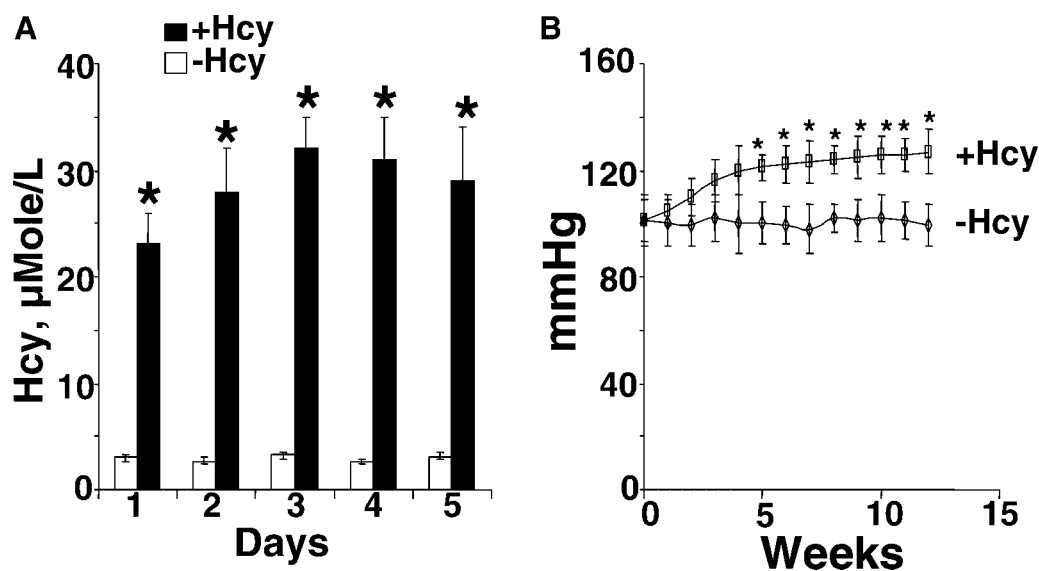 A
+Hcy
-Hcy
Hcy, µMole/L
40
30
20
10
0
* * * * *
1 2 3 4 5
Days
B
mmHg
160
120
80
40
0
* * * * * * * *
+Hcy
-Hcy
0 5 10 15
Weeks